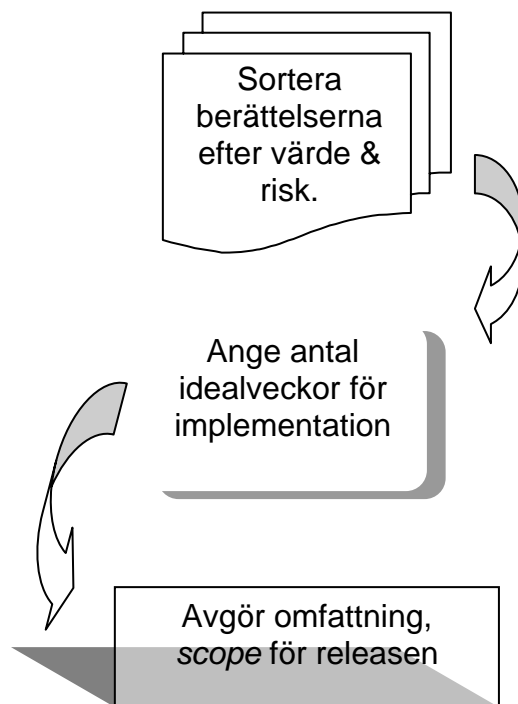 Sortera
berättelserna
efter värde &
risk.
Ange antal
idealveckor för
implementation
Avgör omfattning,
scope för releasen